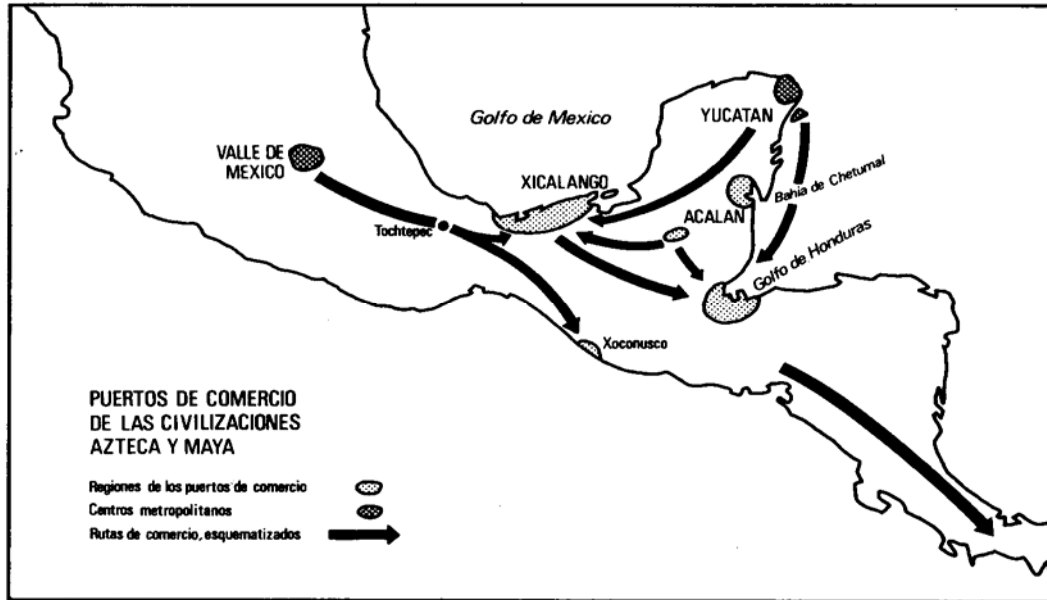 Golfo de Mexico
YUCATAN
VALLE DE
MEXICO
XICALANGO
Bahia de Chetumal
ACALAN
Tochtepec
Golfo de Honduras
Xoconusco
PUERTOS DE COMERCIO
DE LAS CIVILIZACIONES
AZTECA Y MAYA
Regiones de los puertos de comercio
Centros metropolitanos
Rutas de comercio, esquematizados